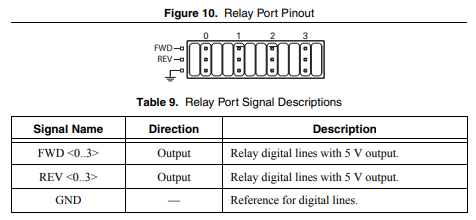 Figure 10. Relay Port Pinout
0 1 2 3
FWD
REV
Table 9. Relay Port Signal Descriptions
Signal Name Direction Description
FWD <0..3> Output Relay digital lines with 5 V output.
REV <0..3> Output Relay digital lines with 5 V output.
GND — Reference for digital lines.